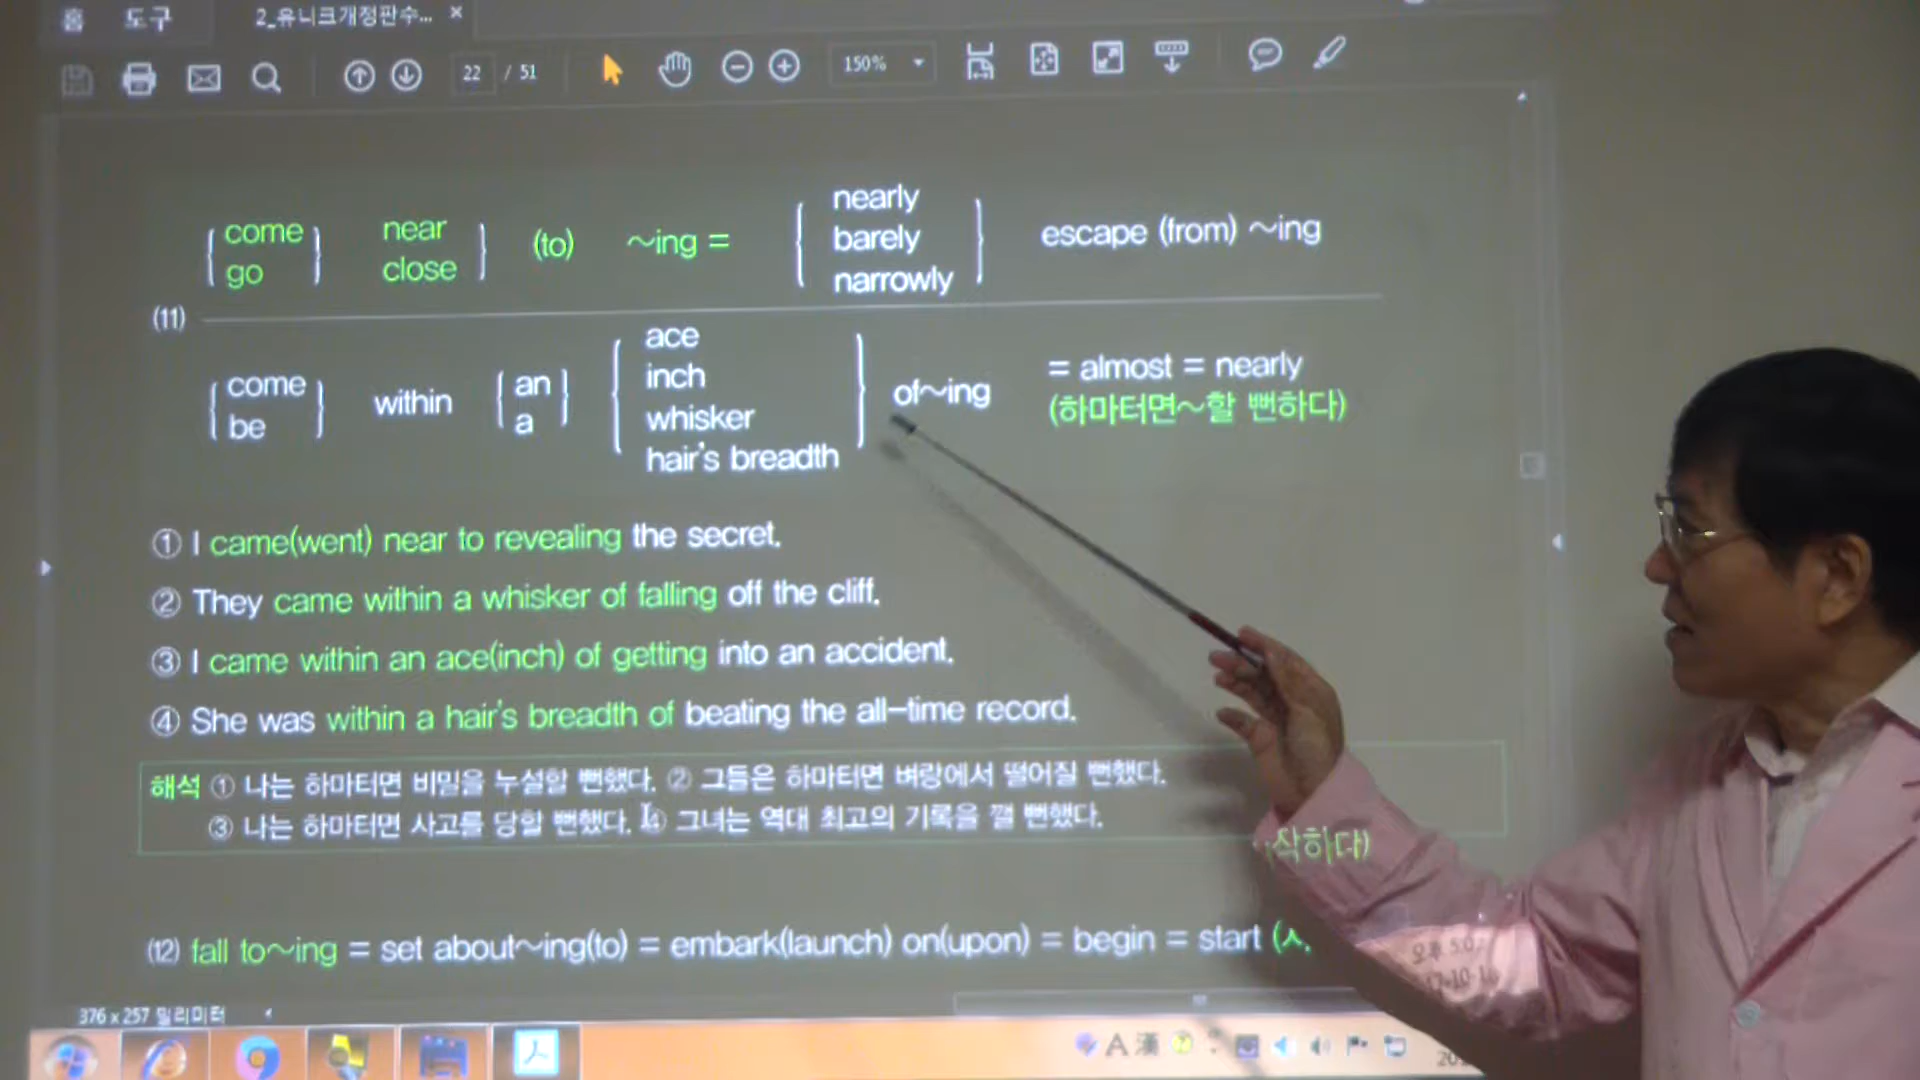 홈 도구 2_유니크개정판수... ×
22 / 51 150%
come near (to) ~ing = nearly escape (from) ~ing
go close barely
narrowly
(11)
come within an ace of~ing = almost = nearly
be a inch (하마터면~할 뻔하다)
whisker
hair's breadth
① I came(went) near to revealing the secret.
② They came within a whisker of falling off the cliff.
③ I came within an ace(inch) of getting into an accident.
④ She was within a hair's breadth of beating the all-time record.
해석 ① 나는 하마터면 비밀을 누설할 뻔했다. ② 그들은 하마터면 벼랑에서 떨어질 뻔했다.
③ 나는 하마터면 사고를 당할 뻔했다. ④ 그녀는 역대 최고의 기록을 깰 뻔했다.
작하다)
(12) fall to~ing = set about~ing(to) = embark(launch) on(upon) = begin = start (시
376 x 257 밀리미터
A 漢